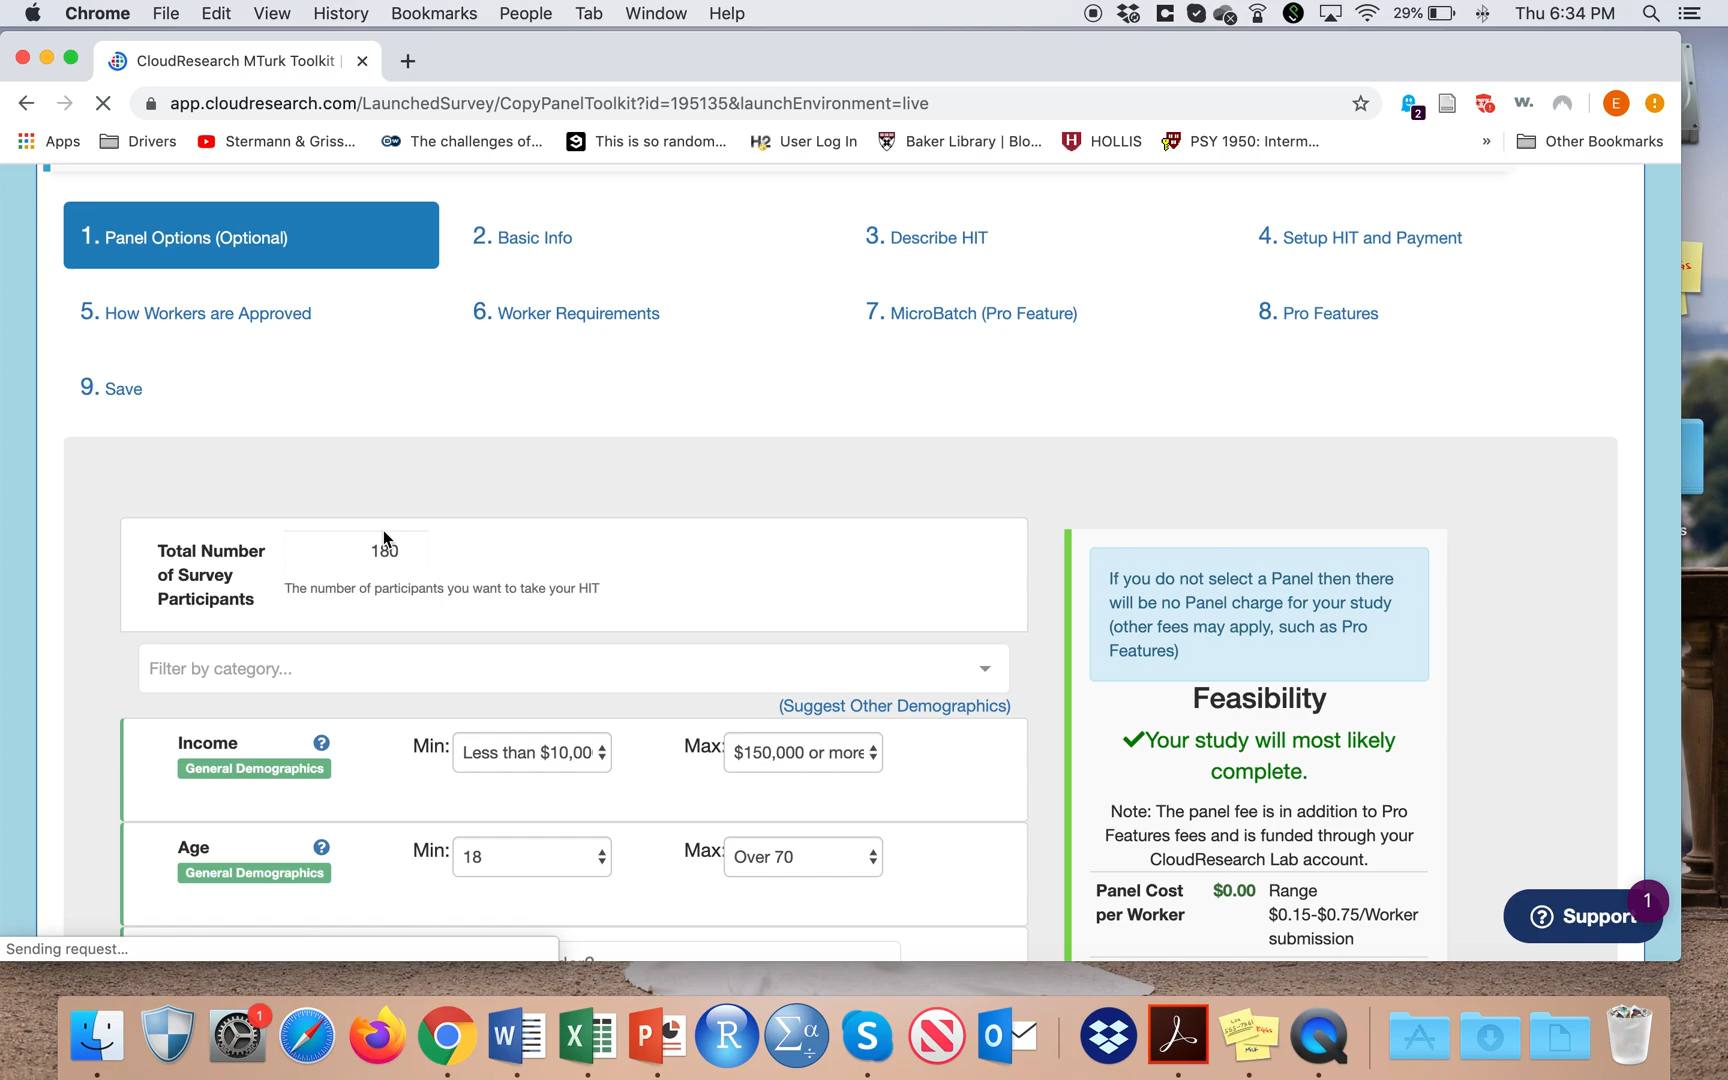 Chrome File Edit View History Bookmarks People Tab Window Help
29% Thu 6:34 PM
CloudResearch MTurk Toolkit |
app.cloudresearch.com/LaunchedSurvey/CopyPanelToolkit?id=195135&launchEnvironment=live
2 w. E
Apps Drivers Stermann & Griss... The challenges of... This is so random... H2 User Log In Baker Library | Blo... HOLLIS PSY 1950: Interm... » Other Bookmarks
1. Panel Options (Optional) 2. Basic Info 3. Describe HIT 4. Setup HIT and Payment
5. How Workers are Approved 6. Worker Requirements 7. MicroBatch (Pro Feature) 8. Pro Features
9. Save
Total Number of Survey Participants
180
The number of participants you want to take your HIT
Filter by category...
(Suggest Other Demographics)
Income
General Demographics
Min: Less than $10,00
Max: $150,000 or more
Age
General Demographics
Min: 18
Max: Over 70
If you do not select a Panel then there
will be no Panel charge for your study
(other fees may apply, such as Pro
Features)
Feasibility
Your study will most likely
complete.
Note: The panel fee is in addition to Pro
Features fees and is funded through your
CloudResearch Lab account.
Panel Cost per Worker
$0.00
Range
$0.15-$0.75/Worker
submission
Support
1
Sending request...
1
W X P R Σα S N O